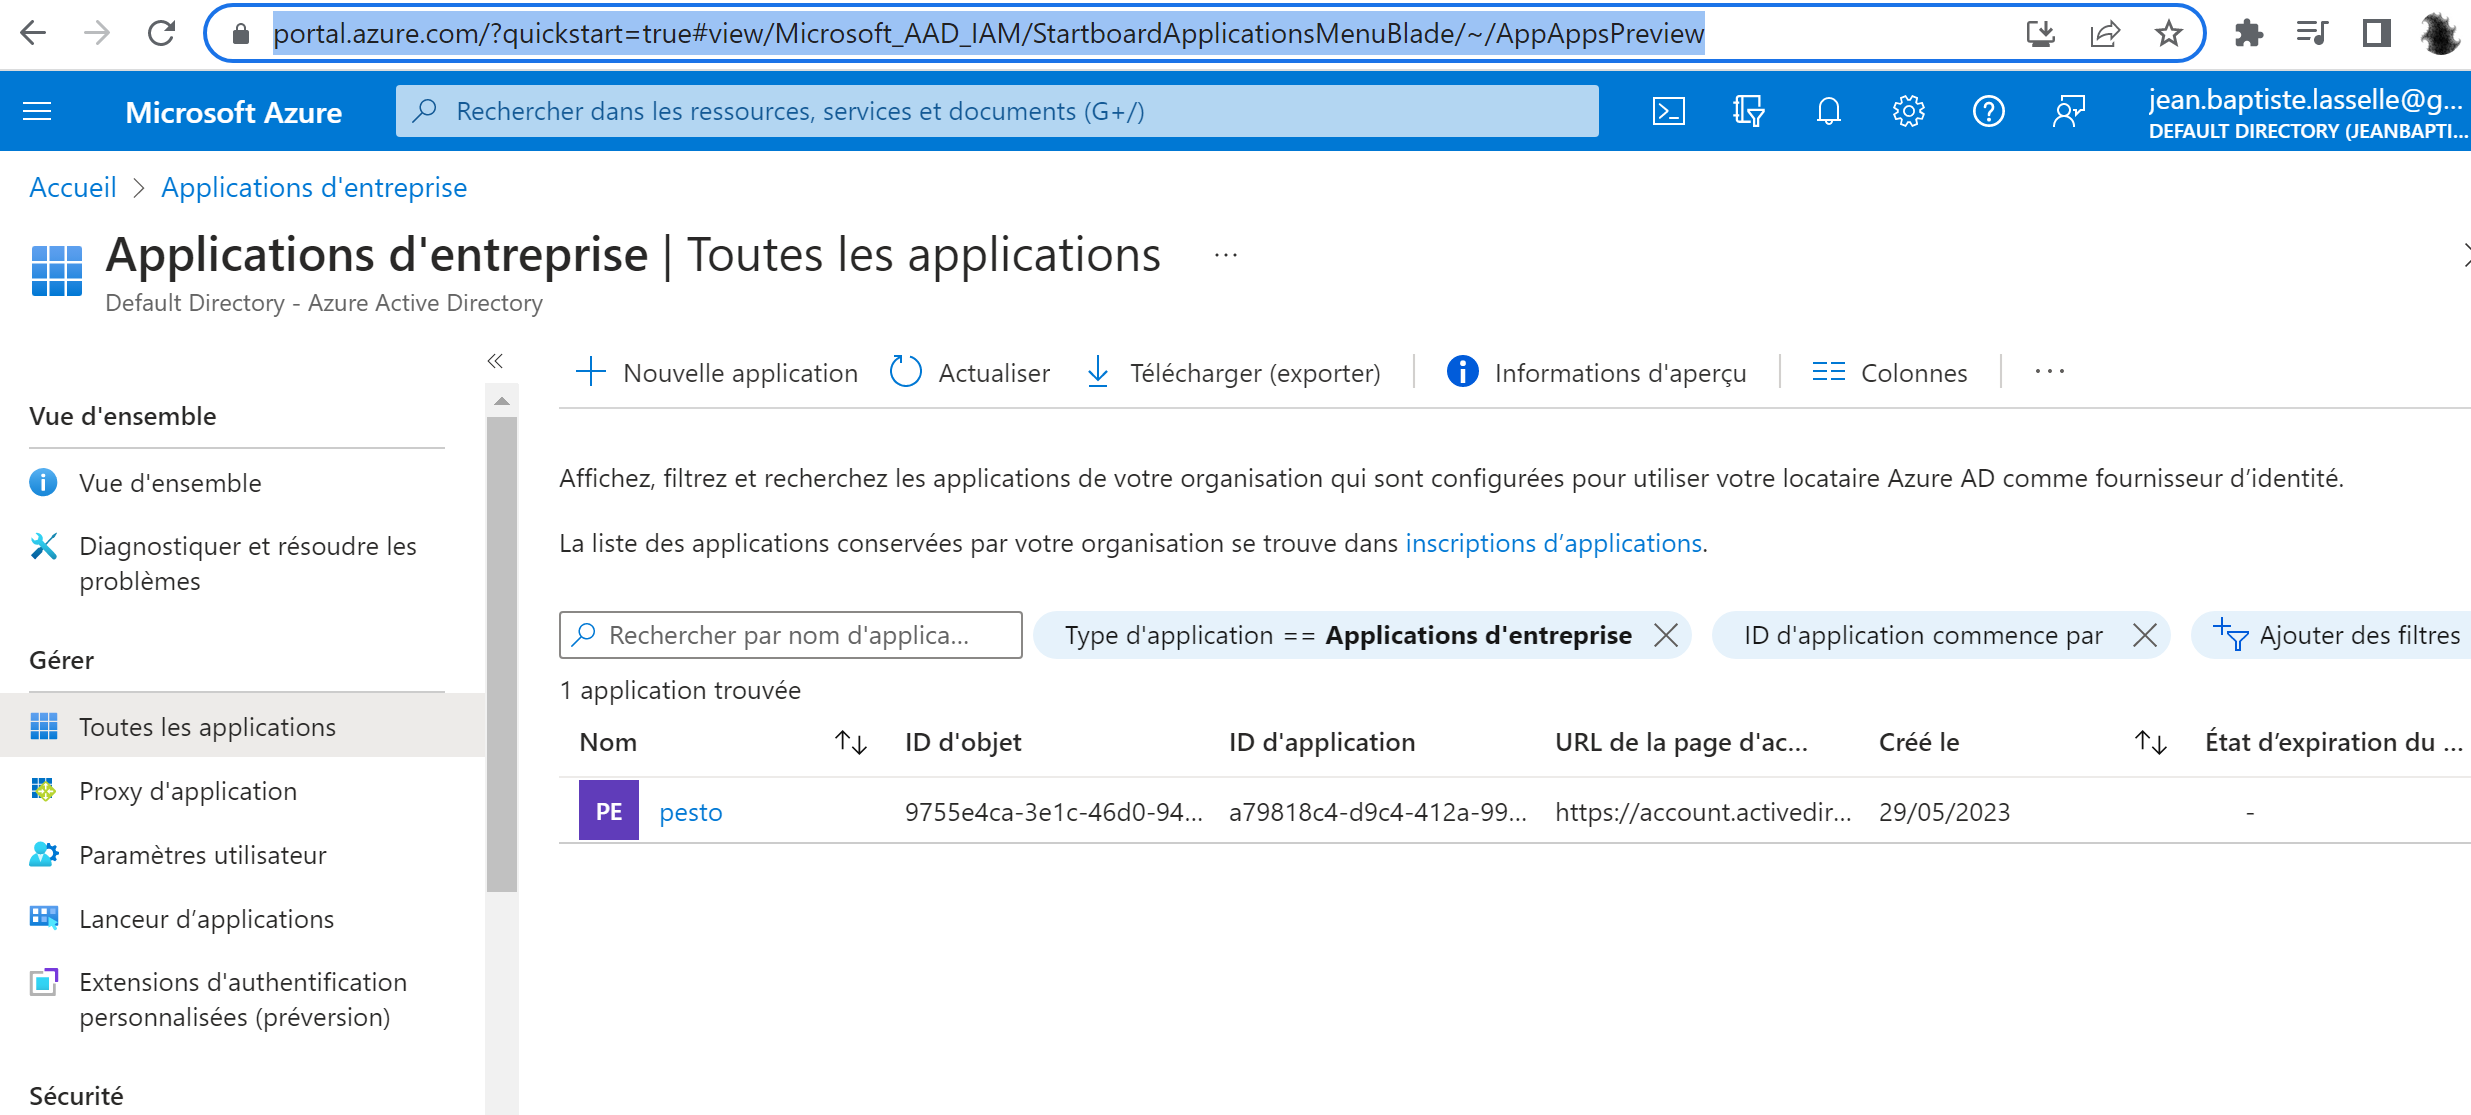 portal.azure.com/?quickstart=true#view/Microsoft_AAD_IAM/StartboardApplicationsMenuBlade/~/AppAppsPreview
Microsoft Azure
Rechercher dans les ressources, services et documents (G+/)
jean.baptiste.lasselle@g...
DEFAULT DIRECTORY (JEANBAPTI...
Accueil > Applications d'entreprise
Applications d'entreprise | Toutes les applications ...
Default Directory - Azure Active Directory
Vue d'ensemble
Vue d'ensemble
Diagnostiquer et résoudre les
problèmes
Gérer
Toutes les applications
Proxy d'application
Paramètres utilisateur
Lanceur d’applications
Extensions d'authentification
personnalisées (préversion)
Sécurité
Nouvelle application
Actualiser
Télécharger (exporter)
Informations d'aperçu
Colonnes
...
Affichez, filtrez et recherchez les applications de votre organisation qui sont configurées pour utiliser votre locataire Azure AD comme fournisseur d’identité.
La liste des applications conservées par votre organisation se trouve dans inscriptions d’applications.
Rechercher par nom d'applica...
Type d'application == Applications d'entreprise
ID d'application commence par
Ajouter des filtres
1 application trouvée
Nom ID d'objet ID d'application URL de la page d'ac... Créé le État d’expiration du ...
PE pesto 9755e4ca-3e1c-46d0-94... a79818c4-d9c4-412a-99... https://account.activedir... 29/05/2023 -